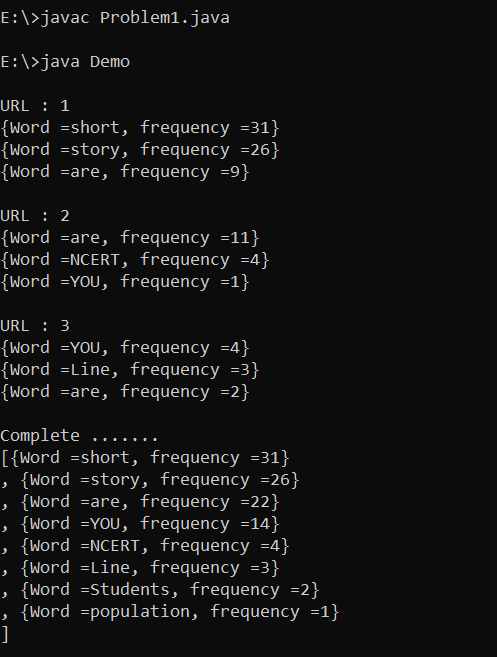 E:\>javac Problem1.java
E:\>java Demo
URL : 1
{Word =short, frequency =31}
{Word =story, frequency =26}
{Word =are, frequency =9}
URL : 2
{Word =are, frequency =11}
{Word =NCERT, frequency =4}
{Word =YOU, frequency =1}
URL : 3
{Word =YOU, frequency =4}
{Word =Line, frequency =3}
{Word =are, frequency =2}
Complete .......
[{Word =short, frequency =31}
, {Word =story, frequency =26}
, {Word =are, frequency =22}
, {Word =YOU, frequency =14}
, {Word =NCERT, frequency =4}
, {Word =Line, frequency =3}
, {Word =Students, frequency =2}
, {Word =population, frequency =1}
]